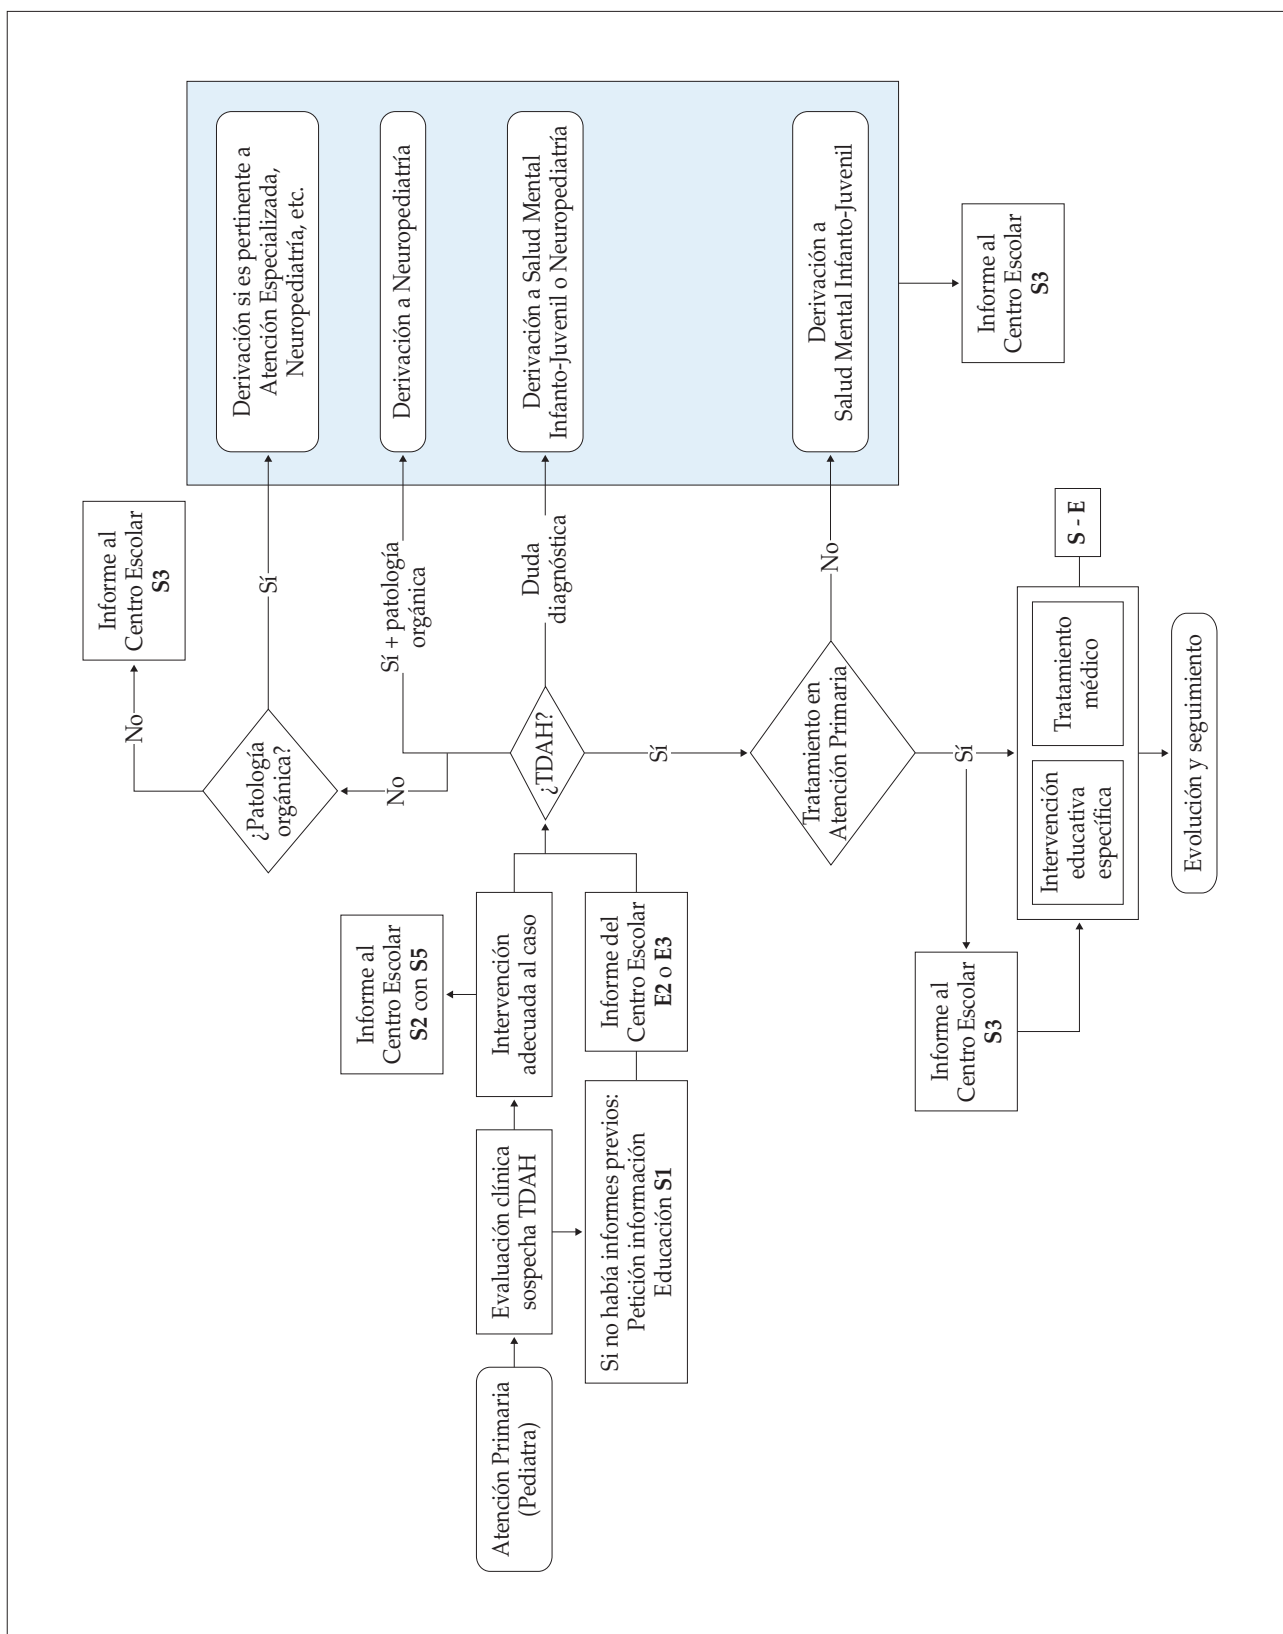 Atención Primaria
(Pediatra)
Evaluación clínica
sospecha TDAH
Si no había informes previos:
Petición información
Educación S1
Informe al
Centro Escolar
S2 con S5
Intervención
adecuada al caso
Informe del
Centro Escolar
E2 o E3
¿TDAH?
No
¿Patología
orgánica?
No
Informe al
Centro Escolar
S3
Sí
Derivación si es pertinente a
Atención Especializada,
Neuropediatría, etc.
Sí + patología
orgánica
Derivación a Neuropediatría
Duda
diagnóstica
Derivación a Salud Mental
Infanto-Juvenil o Neuropediatría
Sí
Tratamiento en
Atención Primaria
No
Derivación a
Salud Mental Infanto-Juvenil
Informe al
Centro Escolar
S3
Sí
Informe al
Centro Escolar
S3
Intervención
educativa
específica
Tratamiento
médico
S - E
Evolución y seguimiento